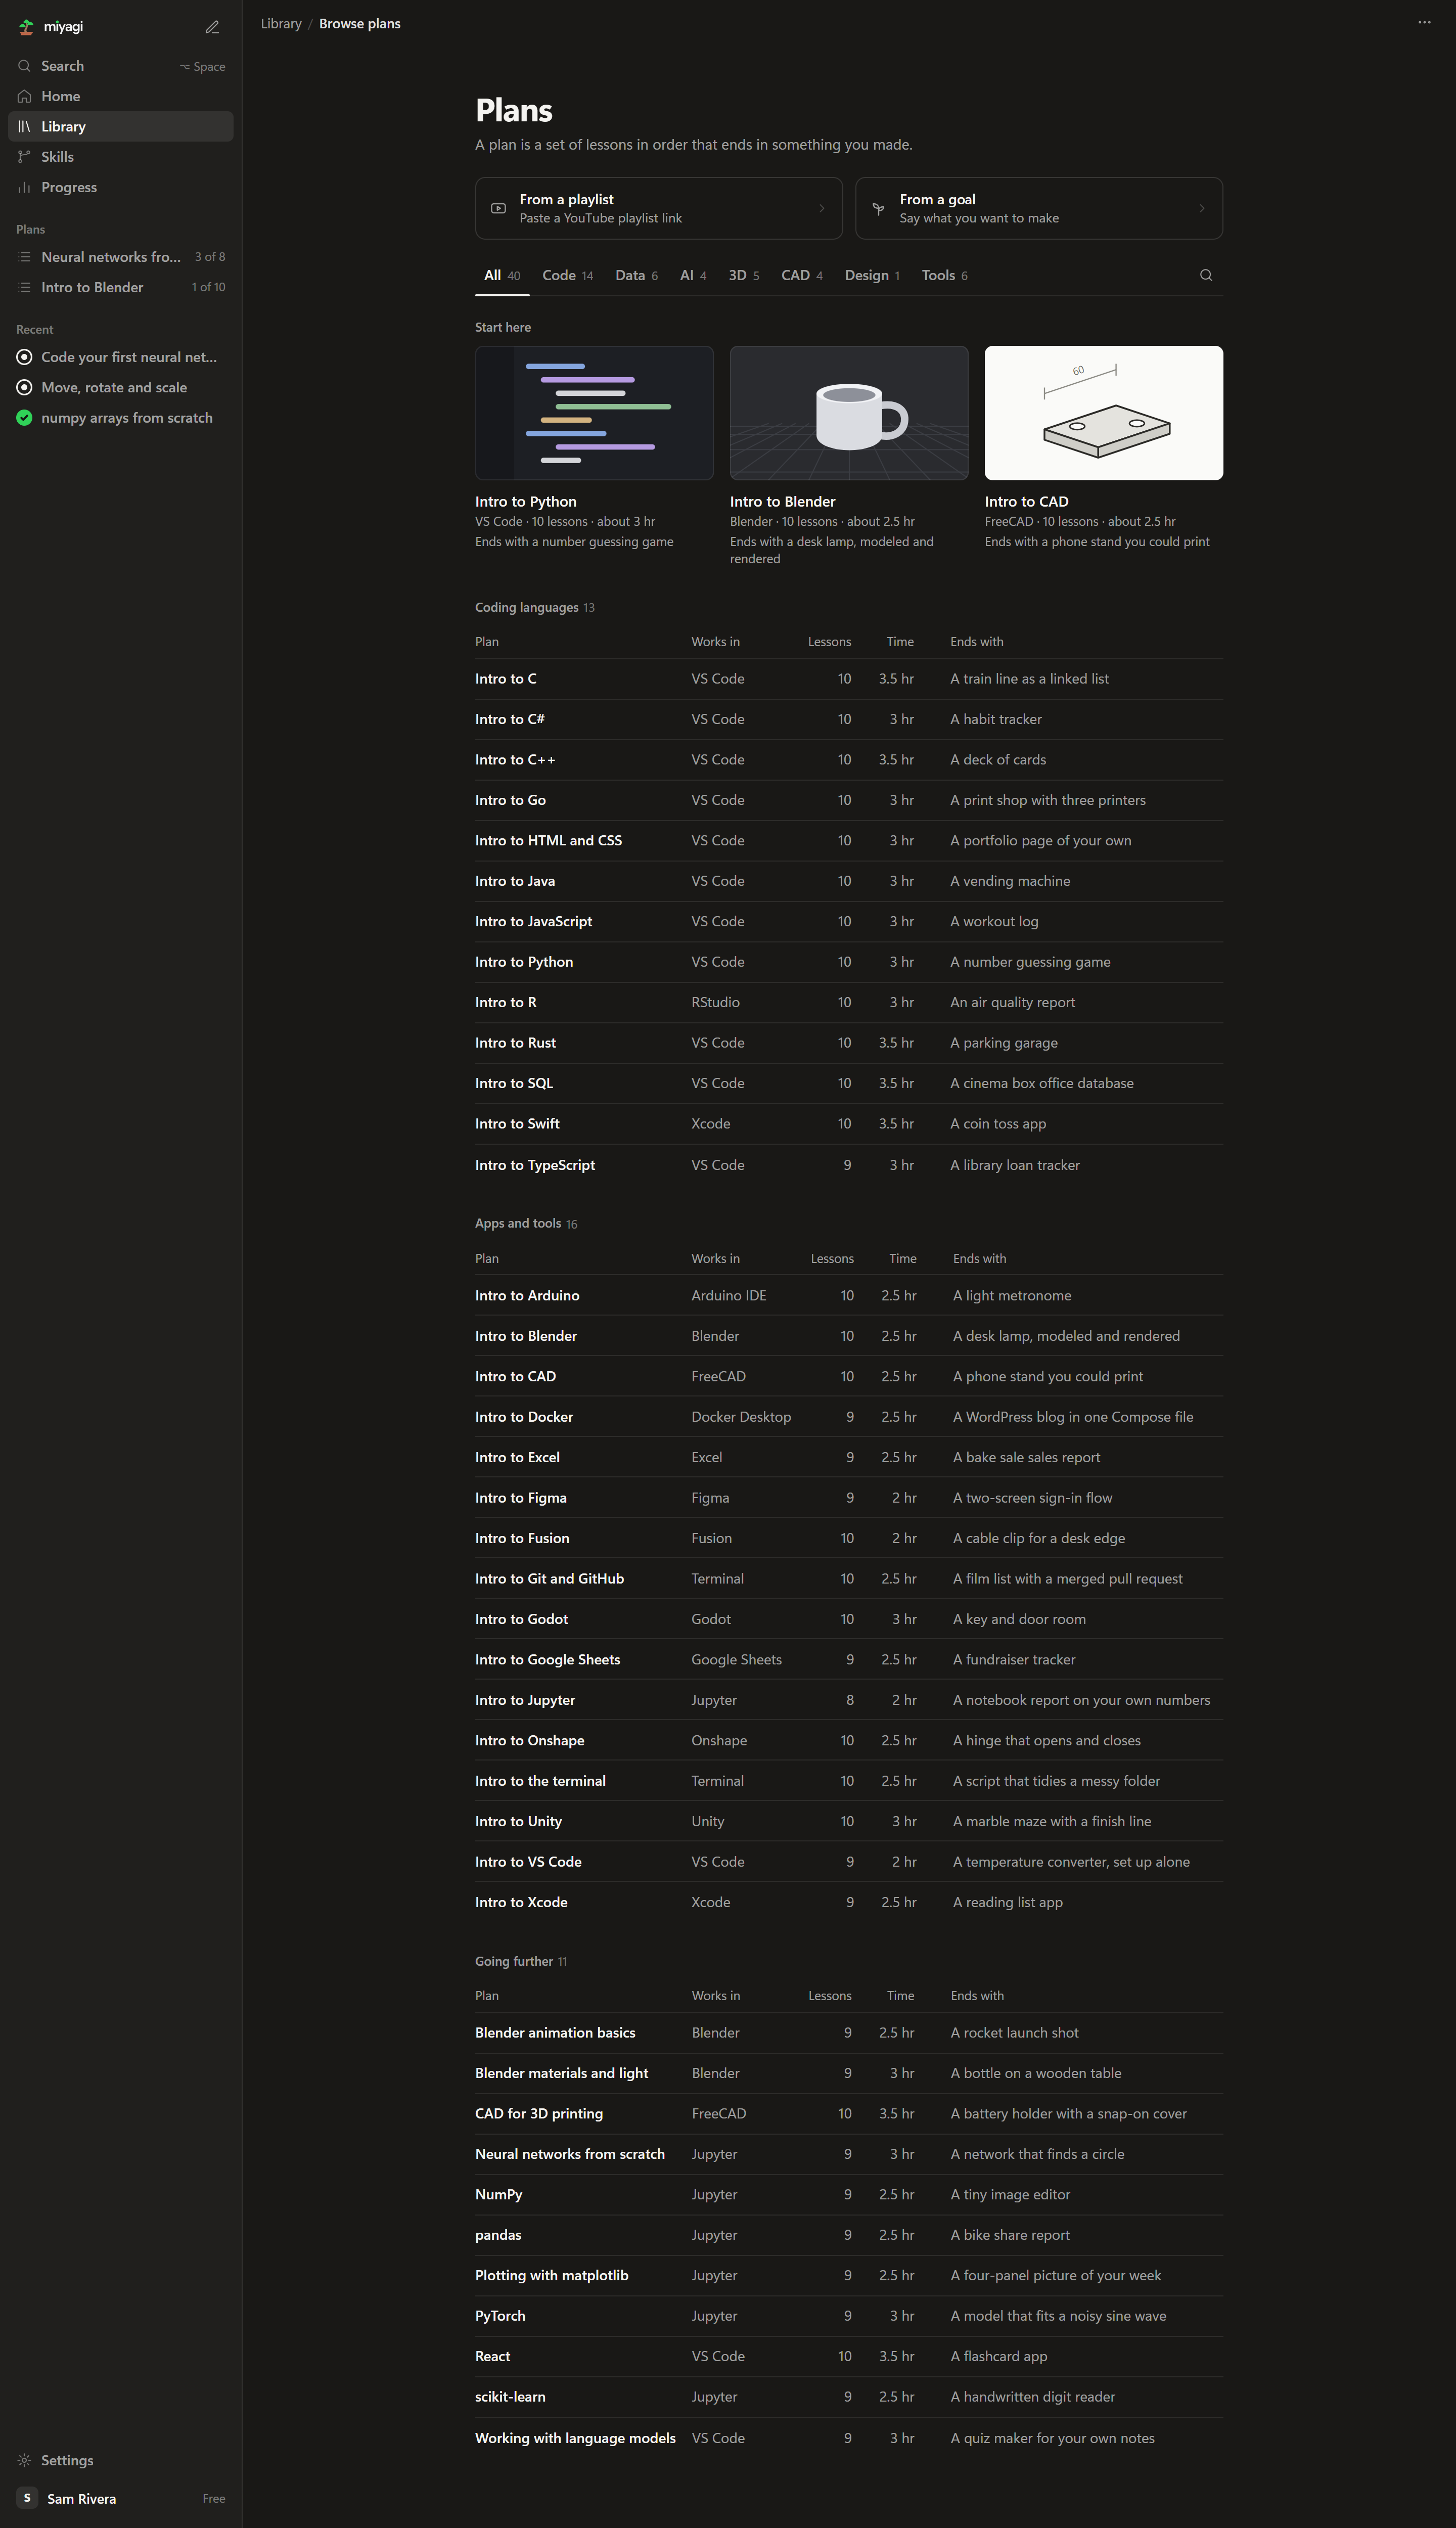 miyagi
Search ⌥ Space
Home
Library
Skills
Progress
Plans
Neural networks fro... 3 of 8
Intro to Blender 1 of 10
Recent
Code your first neural net...
Move, rotate and scale
numpy arrays from scratch
Settings
S Sam Rivera Free
Library / Browse plans
Plans
A plan is a set of lessons in order that ends in something you made.
From a playlist
Paste a YouTube playlist link
From a goal
Say what you want to make
All 40 Code 14 Data 6 AI 4 3D 5 CAD 4 Design 1 Tools 6
Start here
60
Intro to Python
VS Code · 10 lessons · about 3 hr
Ends with a number guessing game
Intro to Blender
Blender · 10 lessons · about 2.5 hr
Ends with a desk lamp, modeled and
rendered
Intro to CAD
FreeCAD · 10 lessons · about 2.5 hr
Ends with a phone stand you could print
Coding languages 13
Plan Works in Lessons Time Ends with
Intro to C VS Code 10 3.5 hr A train line as a linked list
Intro to C# VS Code 10 3 hr A habit tracker
Intro to C++ VS Code 10 3.5 hr A deck of cards
Intro to Go VS Code 10 3 hr A print shop with three printers
Intro to HTML and CSS VS Code 10 3 hr A portfolio page of your own
Intro to Java VS Code 10 3 hr A vending machine
Intro to JavaScript VS Code 10 3 hr A workout log
Intro to Python VS Code 10 3 hr A number guessing game
Intro to R RStudio 10 3 hr An air quality report
Intro to Rust VS Code 10 3.5 hr A parking garage
Intro to SQL VS Code 10 3.5 hr A cinema box office database
Intro to Swift Xcode 10 3.5 hr A coin toss app
Intro to TypeScript VS Code 9 3 hr A library loan tracker
Apps and tools 16
Plan Works in Lessons Time Ends with
Intro to Arduino Arduino IDE 10 2.5 hr A light metronome
Intro to Blender Blender 10 2.5 hr A desk lamp, modeled and rendered
Intro to CAD FreeCAD 10 2.5 hr A phone stand you could print
Intro to Docker Docker Desktop 9 2.5 hr A WordPress blog in one Compose file
Intro to Excel Excel 9 2.5 hr A bake sale sales report
Intro to Figma Figma 9 2 hr A two-screen sign-in flow
Intro to Fusion Fusion 10 2 hr A cable clip for a desk edge
Intro to Git and GitHub Terminal 10 2.5 hr A film list with a merged pull request
Intro to Godot Godot 10 3 hr A key and door room
Intro to Google Sheets Google Sheets 9 2.5 hr A fundraiser tracker
Intro to Jupyter Jupyter 8 2 hr A notebook report on your own numbers
Intro to Onshape Onshape 10 2.5 hr A hinge that opens and closes
Intro to the terminal Terminal 10 2.5 hr A script that tidies a messy folder
Intro to Unity Unity 10 3 hr A marble maze with a finish line
Intro to VS Code VS Code 9 2 hr A temperature converter, set up alone
Intro to Xcode Xcode 9 2.5 hr A reading list app
Going further 11
Plan Works in Lessons Time Ends with
Blender animation basics Blender 9 2.5 hr A rocket launch shot
Blender materials and light Blender 9 3 hr A bottle on a wooden table
CAD for 3D printing FreeCAD 10 3.5 hr A battery holder with a snap-on cover
Neural networks from scratch Jupyter 9 3 hr A network that finds a circle
NumPy Jupyter 9 2.5 hr A tiny image editor
pandas Jupyter 9 2.5 hr A bike share report
Plotting with matplotlib Jupyter 9 2.5 hr A four-panel picture of your week
PyTorch Jupyter 9 3 hr A model that fits a noisy sine wave
React VS Code 10 3.5 hr A flashcard app
scikit-learn Jupyter 9 2.5 hr A handwritten digit reader
Working with language models VS Code 9 3 hr A quiz maker for your own notes